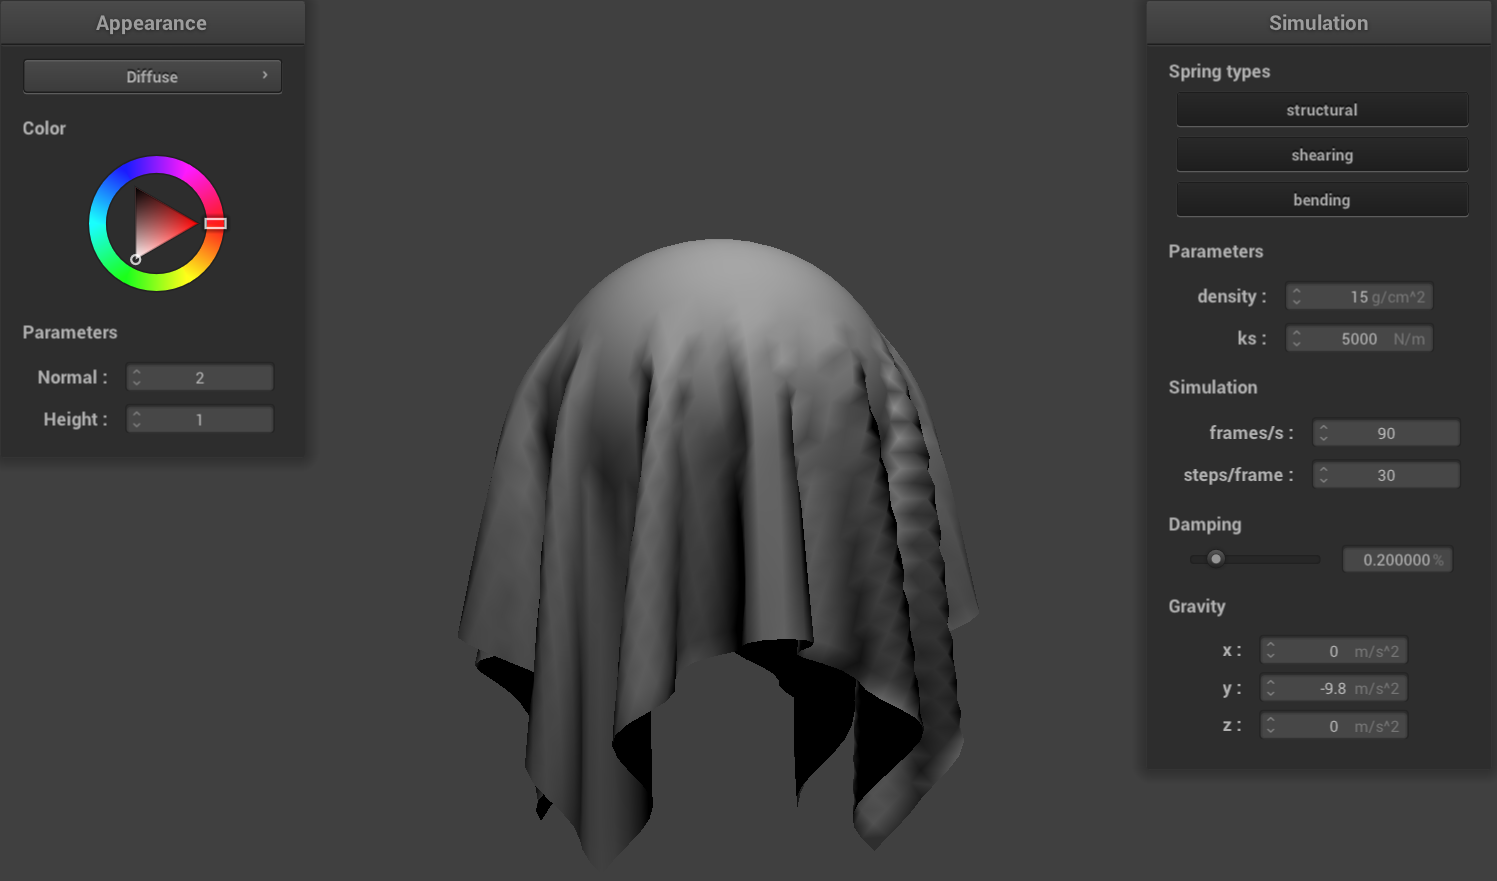 Appearance
Diffuse
Color
Parameters
Normal : 2
Height : 1
Simulation
Spring types
structural
shearing
bending
Parameters
density : 15 g/cm^2
ks : 5000 N/m
Simulation
frames/s : 90
steps/frame : 30
Damping
0.200000 %
Gravity
x : 0 m/s^2
y : -9.8 m/s^2
z : 0 m/s^2